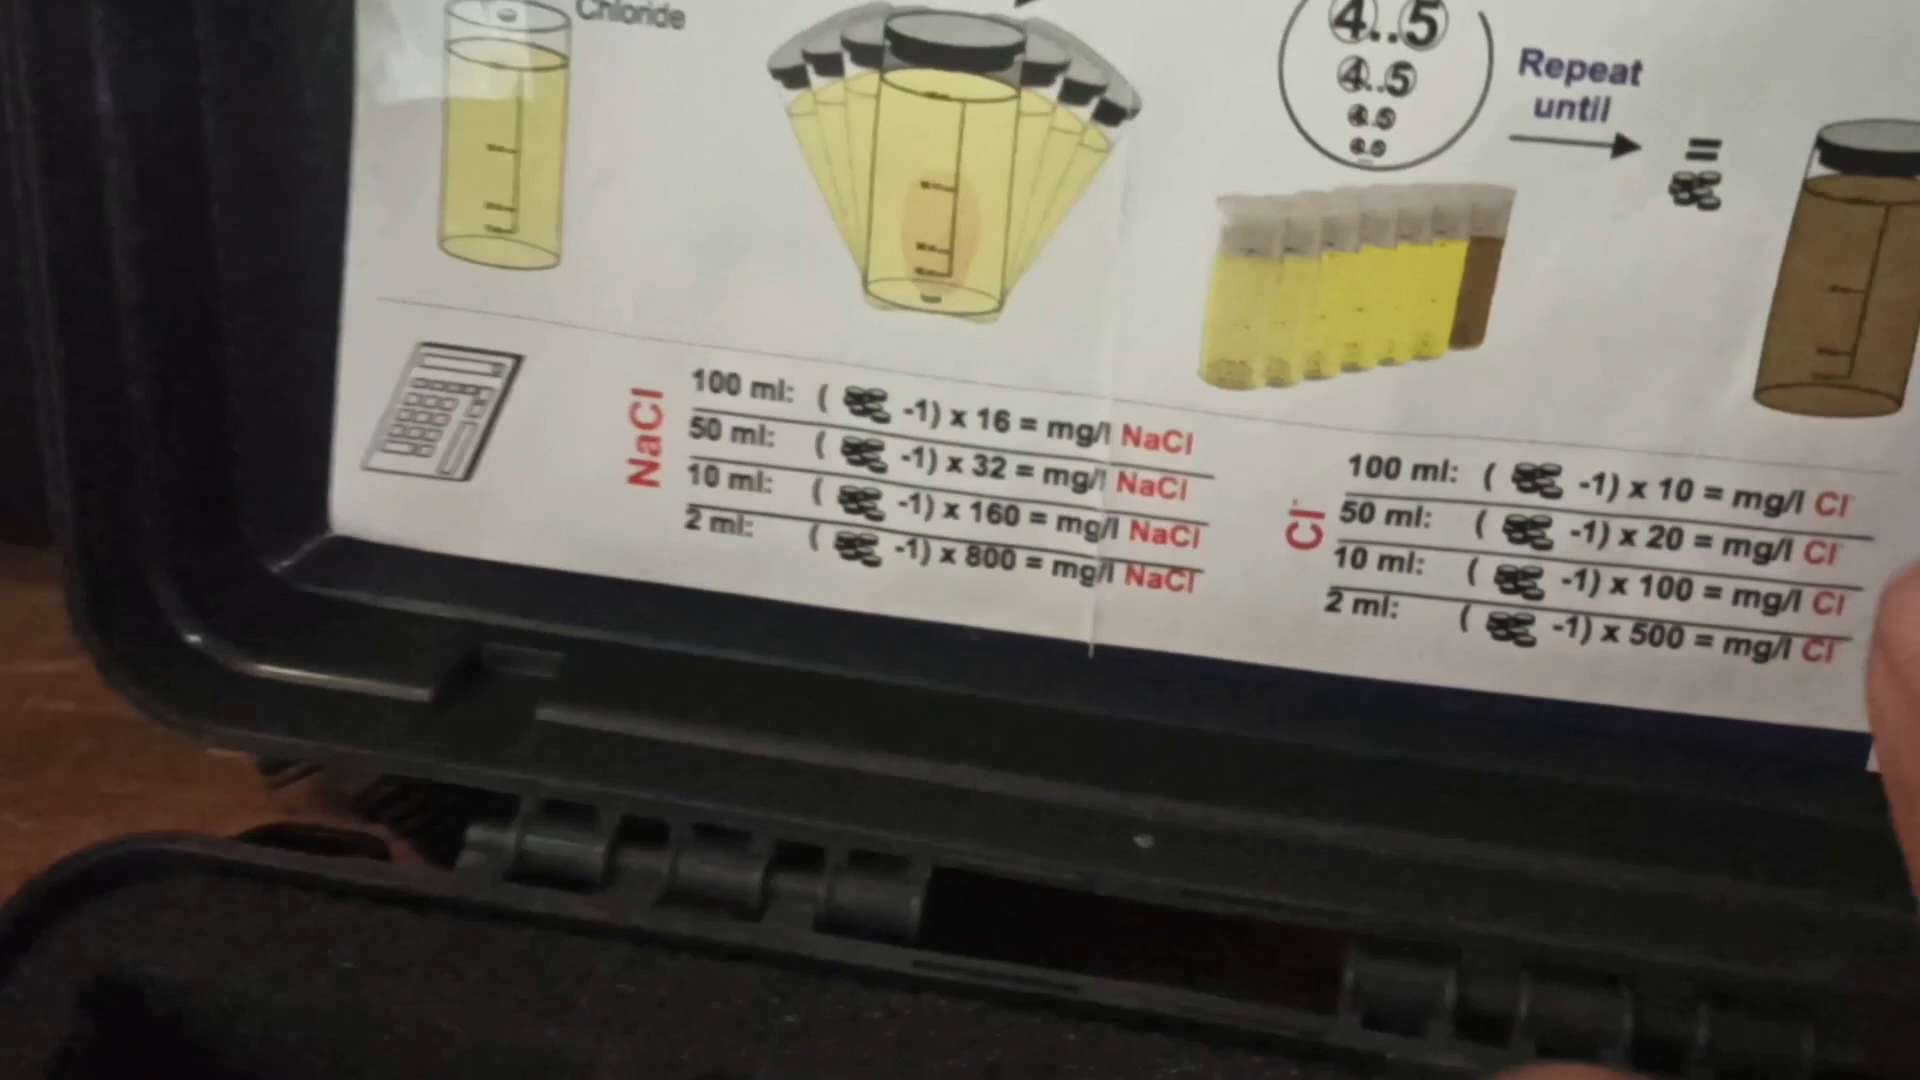 Chloride
4..5
4..5
4..5
4..5
Repeat
until
=
NaCl
100 ml: ( -1) x 16 = mg/l NaCl
50 ml: ( -1) x 32 = mg/l NaCl
10 ml: ( -1) x 160 = mg/l NaCl
2 ml: ( -1) x 800 = mg/l NaCl
Cl⁻
100 ml: ( -1) x 10 = mg/l Cl⁻
50 ml: ( -1) x 20 = mg/l Cl⁻
10 ml: ( -1) x 100 = mg/l Cl⁻
2 ml: ( -1) x 500 = mg/l Cl⁻